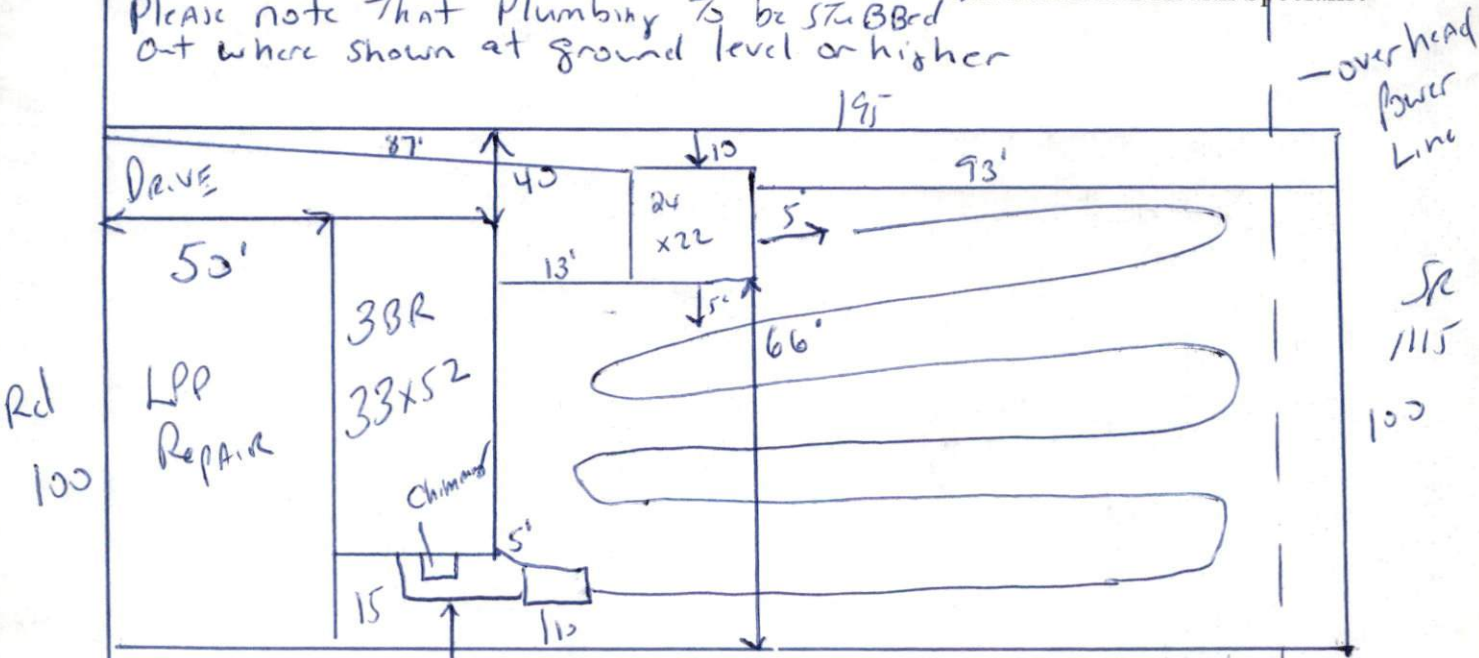 Please note That Plumbing To be STuBBed
out where shown at ground level or higher
overhead
Power
Line
195
87'
10
DRIVE
40
93'
24
x22
5'
50'
13'
5'
3BR
33x52
66'
SR
1115
Rd
100
LPP
Repair
100
Chimney
5'
15
10